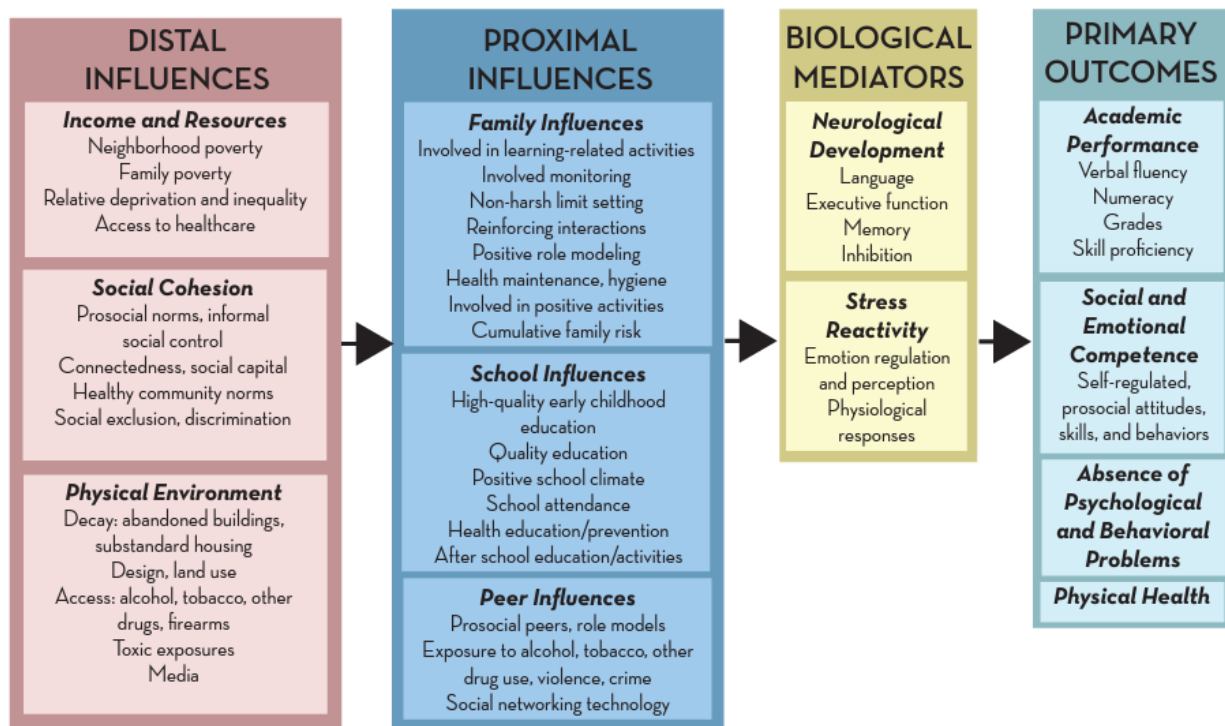 DISTAL
INFLUENCES
Income and Resources
Neighborhood poverty
Family poverty
Relative deprivation and inequality
Access to healthcare
Social Cohesion
Prosocial norms, informal
social control
Connectedness, social capital
Healthy community norms
Social exclusion, discrimination
Physical Environment
Decay: abandoned buildings,
substandard housing
Design, land use
Access: alcohol, tobacco, other
drugs, firearms
Toxic exposures
Media
PROXIMAL
INFLUENCES
Family Influences
Involved in learning-related activities
Involved monitoring
Non-harsh limit setting
Reinforcing interactions
Positive role modeling
Health maintenance, hygiene
Involved in positive activities
Cumulative family risk
School Influences
High-quality early childhood
education
Quality education
Positive school climate
School attendance
Health education/prevention
After school education/activities
Peer Influences
Prosocial peers, role models
Exposure to alcohol, tobacco, other
drug use, violence, crime
Social networking technology
BIOLOGICAL
MEDIATORS
Neurological
Development
Language
Executive function
Memory
Inhibition
Stress
Reactivity
Emotion regulation
and perception
Physiological
responses
PRIMARY
OUTCOMES
Academic
Performance
Verbal fluency
Numeracy
Grades
Skill proficiency
Social and
Emotional
Competence
Self-regulated,
prosocial attitudes,
skills, and behaviors
Absence of
Psychological
and Behavioral
Problems
Physical Health